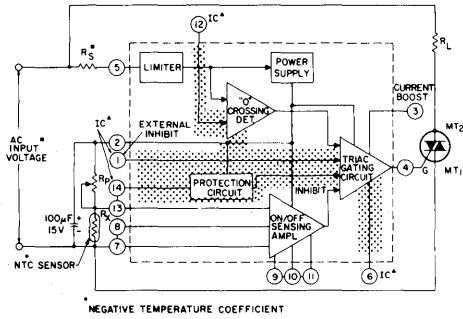 12 IC▲
RS*
5
LIMITER
POWER
SUPPLY
RL
"0"
CROSSING
DET
CURRENT
BOOST
3
MT2
IC▲
EXTERNAL
INHIBIT
2
1
AC
INPUT
VOLTAGE
TRIAC
GATING
CIRCUIT
4
G
MT1
RP
14
PROTECTION
CIRCUIT
INHIBIT
13
100μF
15V
+
-
RX
8
ON/OFF
SENSING
AMPL
7
NTC SENSOR
9 10 11
6 IC▲
* NEGATIVE TEMPERATURE COEFFICIENT